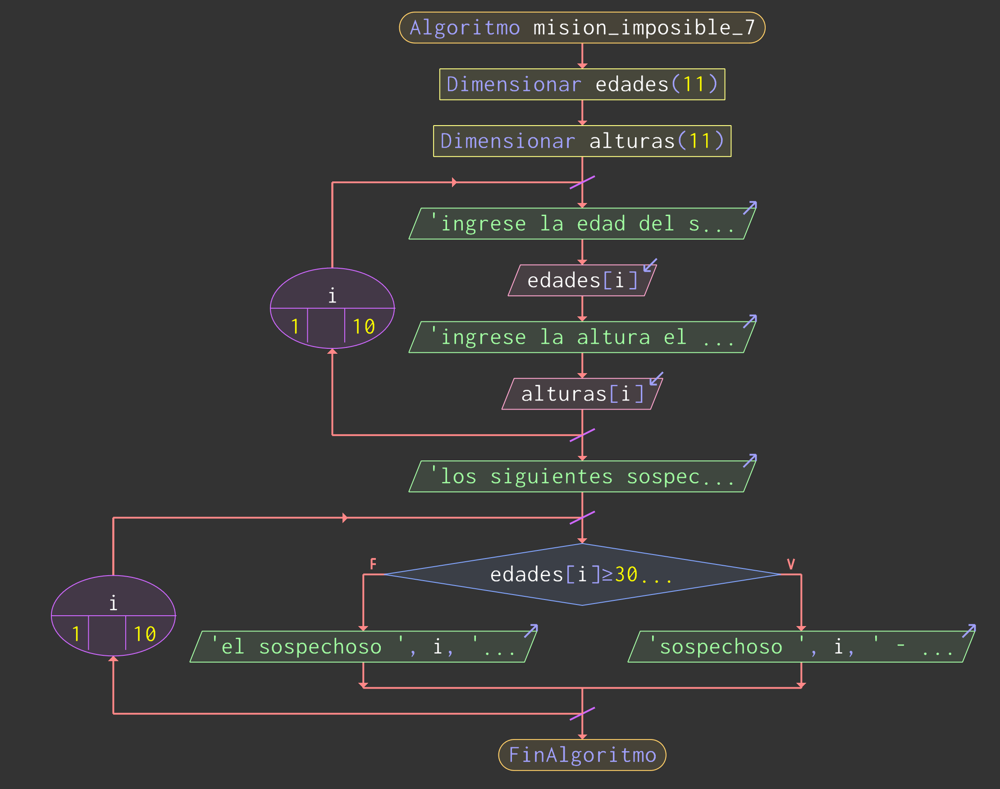 Algoritmo mision_imposible_7
Dimensionar edades(11)
Dimensionar alturas(11)
'ingrese la edad del s...
edades[i]
i
1 10
'ingrese la altura el ...
alturas[i]
'los siguientes sospec...
F
edades[i]≥30...
V
i
1 10
'el sospechoso ', i, ' ...
'sospechoso ', i, ' - ...
FinAlgoritmo